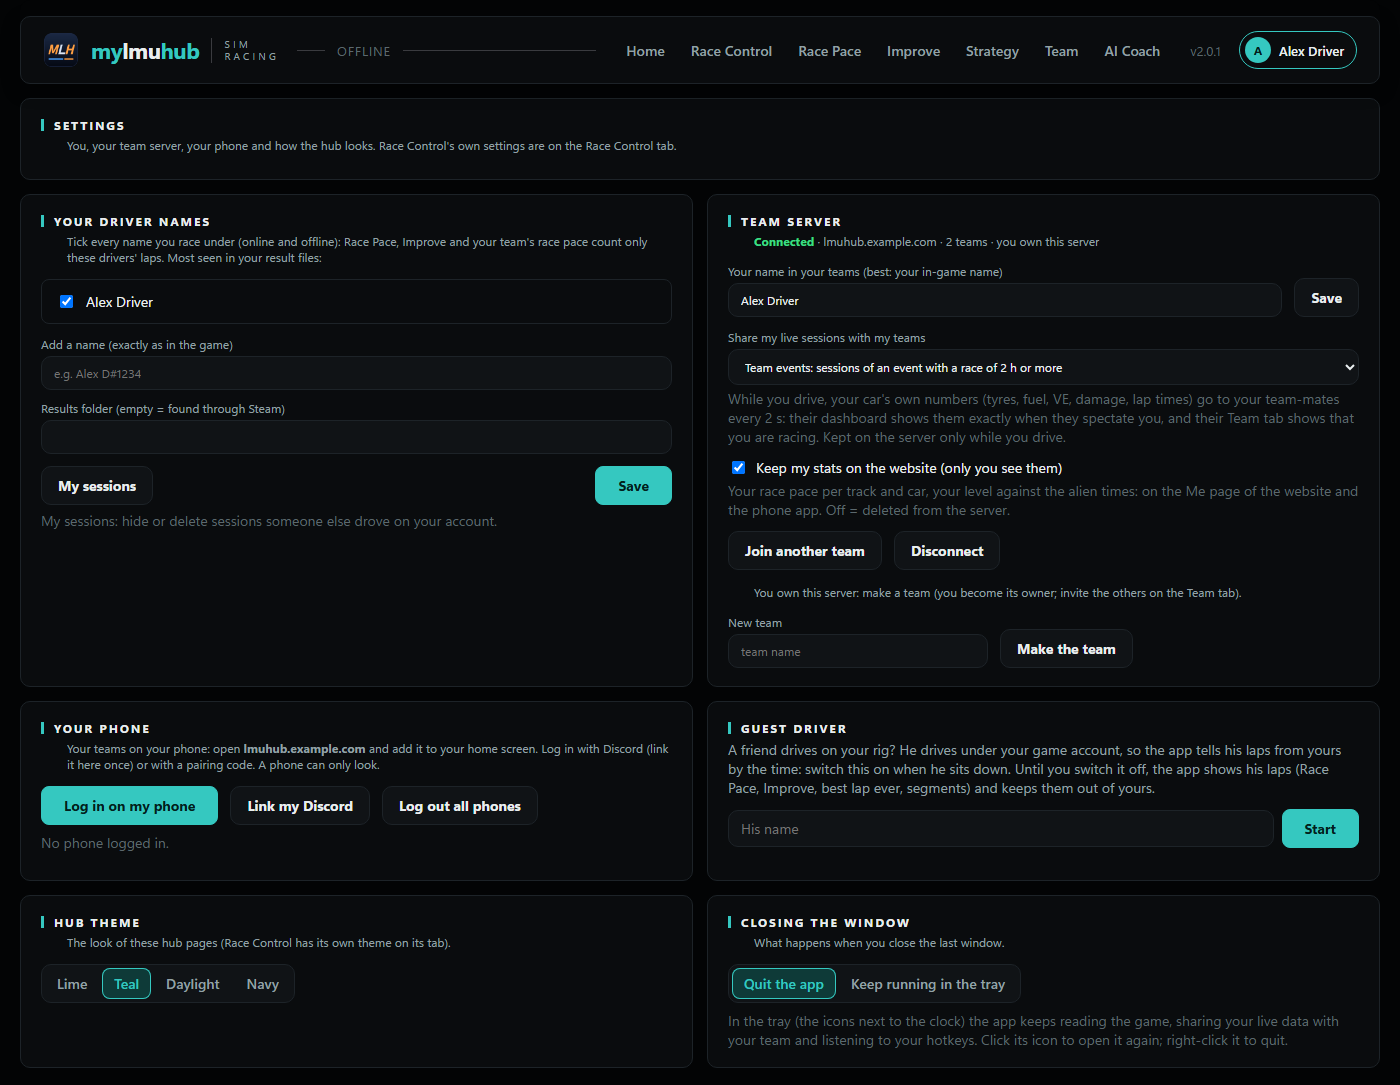 MLH mylmuhub SIM RACING OFFLINE Home Race Control Race Pace Improve Strategy Team AI Coach v2.0.1 A Alex Driver
SETTINGS
You, your team server, your phone and how the hub looks. Race Control's own settings are on the Race Control tab.
YOUR DRIVER NAMES
Tick every name you race under (online and offline): Race Pace, Improve and your team's race pace count only
these drivers' laps. Most seen in your result files:
Alex Driver
Add a name (exactly as in the game)
e.g. Alex D#1234
Results folder (empty = found through Steam)
My sessions Save
My sessions: hide or delete sessions someone else drove on your account.
TEAM SERVER
Connected · lmuhub.example.com · 2 teams · you own this server
Your name in your teams (best: your in-game name)
Alex Driver Save
Share my live sessions with my teams
Team events: sessions of an event with a race of 2 h or more
While you drive, your car's own numbers (tyres, fuel, VE, damage, lap times) go to your team-mates
every 2 s: their dashboard shows them exactly when they spectate you, and their Team tab shows that
you are racing. Kept on the server only while you drive.
Keep my stats on the website (only you see them)
Your race pace per track and car, your level against the alien times: on the Me page of the website and
the phone app. Off = deleted from the server.
Join another team Disconnect
You own this server: make a team (you become its owner; invite the others on the Team tab).
New team
team name Make the team
YOUR PHONE
Your teams on your phone: open lmuhub.example.com and add it to your home screen. Log in with Discord (link
it here once) or with a pairing code. A phone can only look.
Log in on my phone Link my Discord Log out all phones
No phone logged in.
GUEST DRIVER
A friend drives on your rig? He drives under your game account, so the app tells his laps from yours
by the time: switch this on when he sits down. Until you switch it off, the app shows his laps (Race
Pace, Improve, best lap ever, segments) and keeps them out of yours.
His name Start
HUB THEME
The look of these hub pages (Race Control has its own theme on its tab).
Lime Teal Daylight Navy
CLOSING THE WINDOW
What happens when you close the last window.
Quit the app Keep running in the tray
In the tray (the icons next to the clock) the app keeps reading the game, sharing your live data with
your team and listening to your hotkeys. Click its icon to open it again; right-click it to quit.